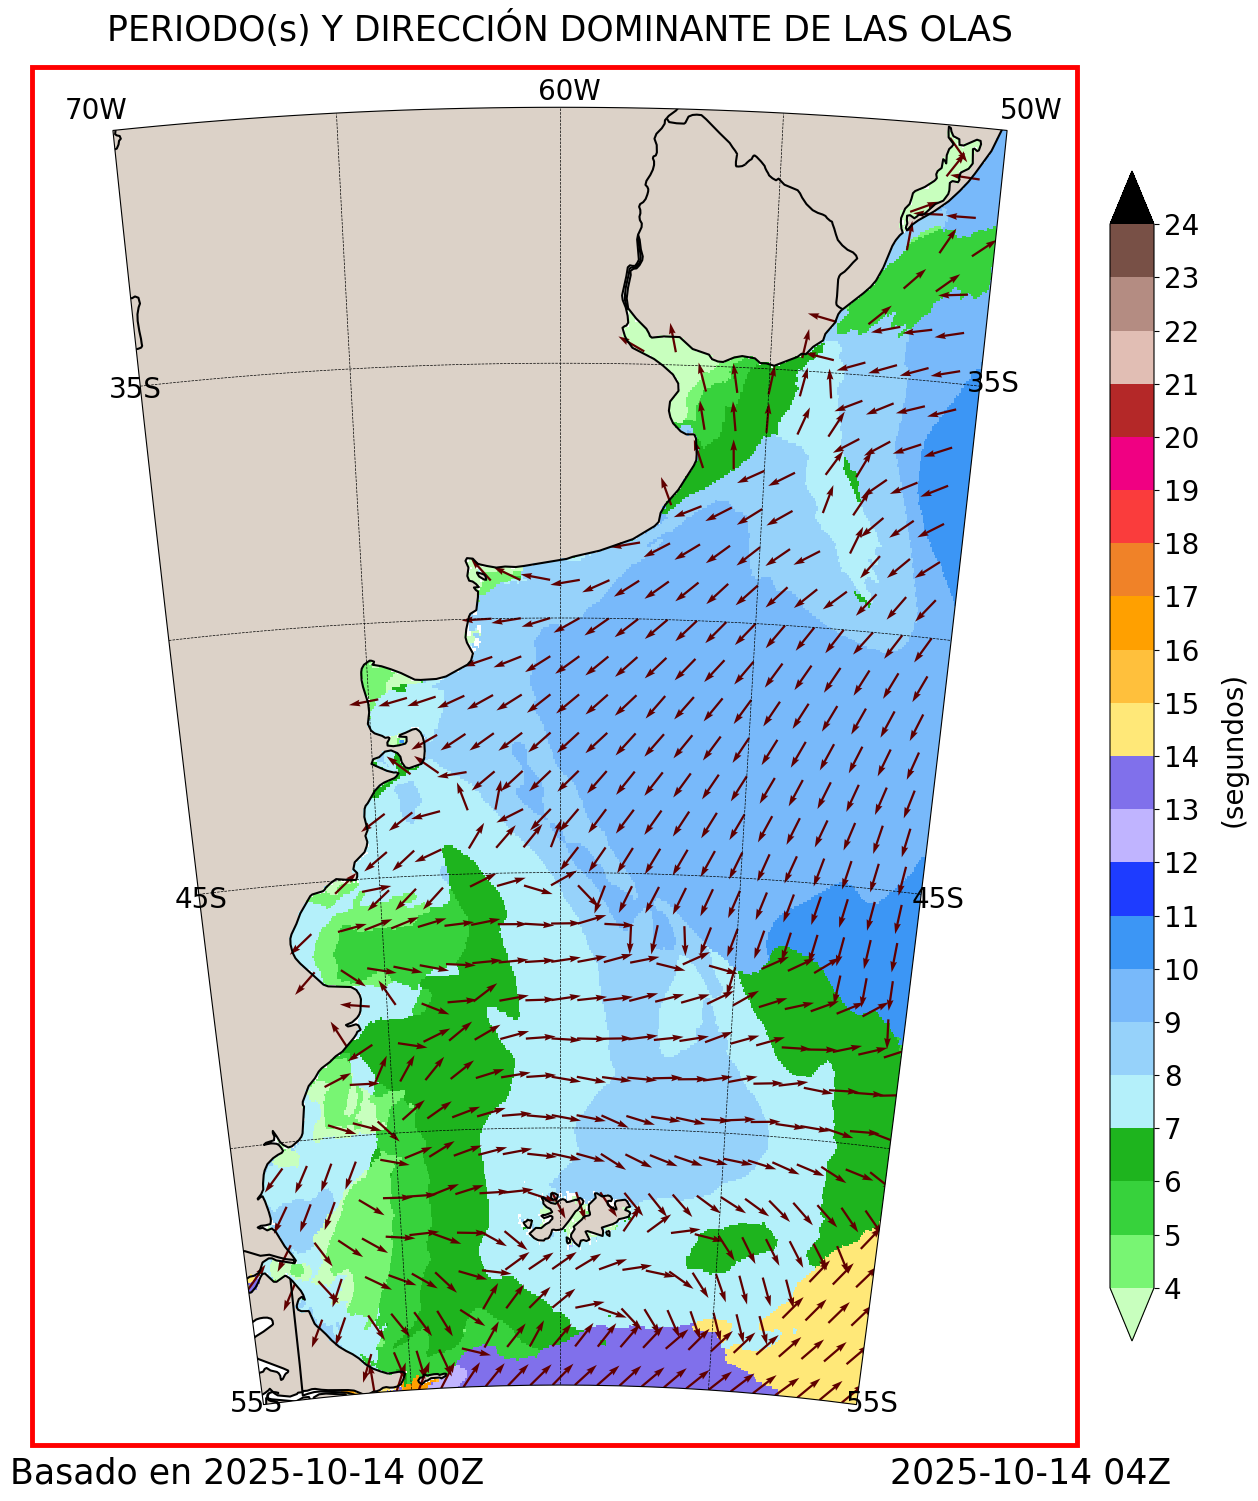 PERIODO(s) Y DIRECCIÓN DOMINANTE DE LAS OLAS
70W
60W
50W
35S
35S
45S
45S
55S
55S
24
23
22
21
20
19
18
17
16
15
14
13
12
11
10
9
8
7
6
5
4
(segundos)
Basado en 2025-10-14 00Z
2025-10-14 04Z